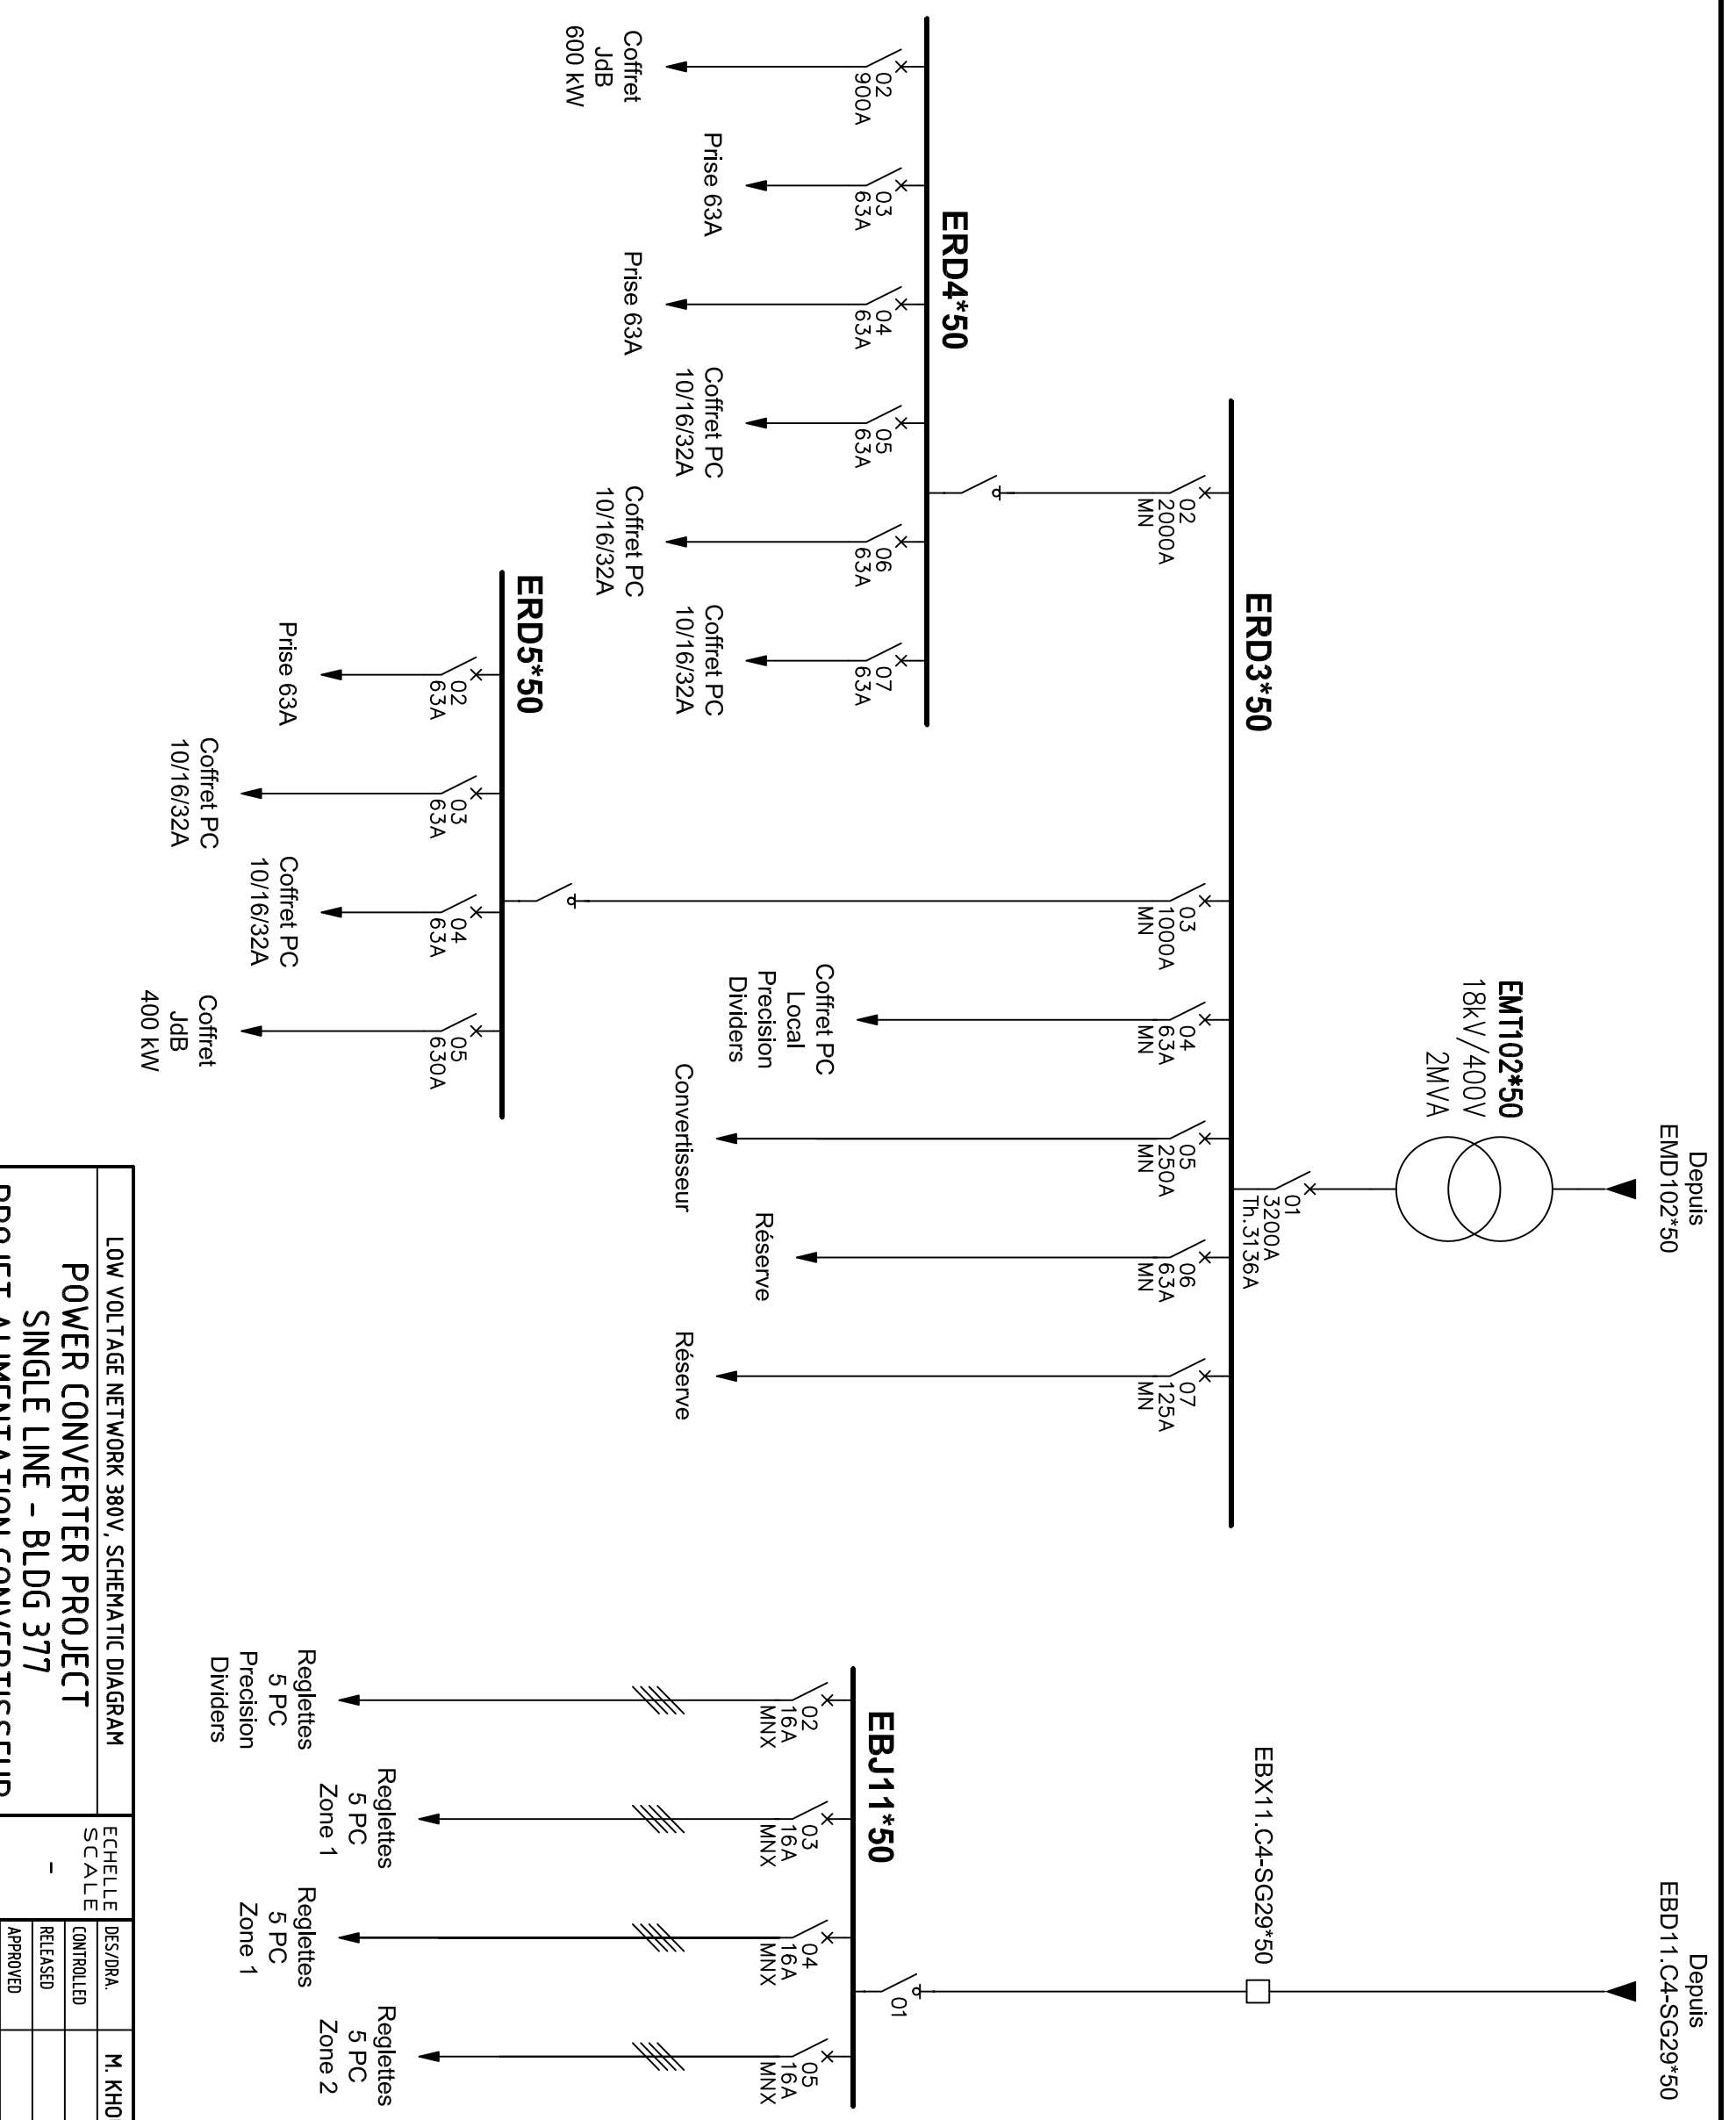 Depuis
EMD102*50
EMT102*50
18kV/400V
2MVA
01
3200A
Th.3136A
ERD3*50
02
2000A
MN
03
1000A
MN
04
63A
MN
Coffret PC
Local
Precision
Dividers
05
250A
MN
Convertisseur
06
63A
MN
Réserve
07
125A
MN
Réserve
ERD4*50
02
900A
Coffret
JdB
600 kW
03
63A
Prise 63A
04
63A
Prise 63A
05
63A
Coffret PC
10/16/32A
06
63A
Coffret PC
10/16/32A
07
63A
Coffret PC
10/16/32A
ERD5*50
02
63A
Prise 63A
03
63A
Coffret PC
10/16/32A
04
63A
Coffret PC
10/16/32A
05
630A
Coffret
JdB
400 kW
Depuis
EBD11.C4-SG29*50
EBX11.C4-SG29*50
01
EBJ11*50
02
16A
MNX
Reglettes
5 PC
Precision
Dividers
03
16A
MNX
Reglettes
5 PC
Zone 1
04
16A
MNX
Reglettes
5 PC
Zone 1
05
16A
MNX
Reglettes
5 PC
Zone 2
LOW VOLTAGE NETWORK 380V, SCHEMATIC DIAGRAM
POWER CONVERTER PROJECT
SINGLE LINE - BLDG 377
PROJET ALIMENTATION CONVERTISSEUR
ECHELLE
SCALE
-
DES/DRA.
M.
CONTROLLED
RELEASED
APPROVED